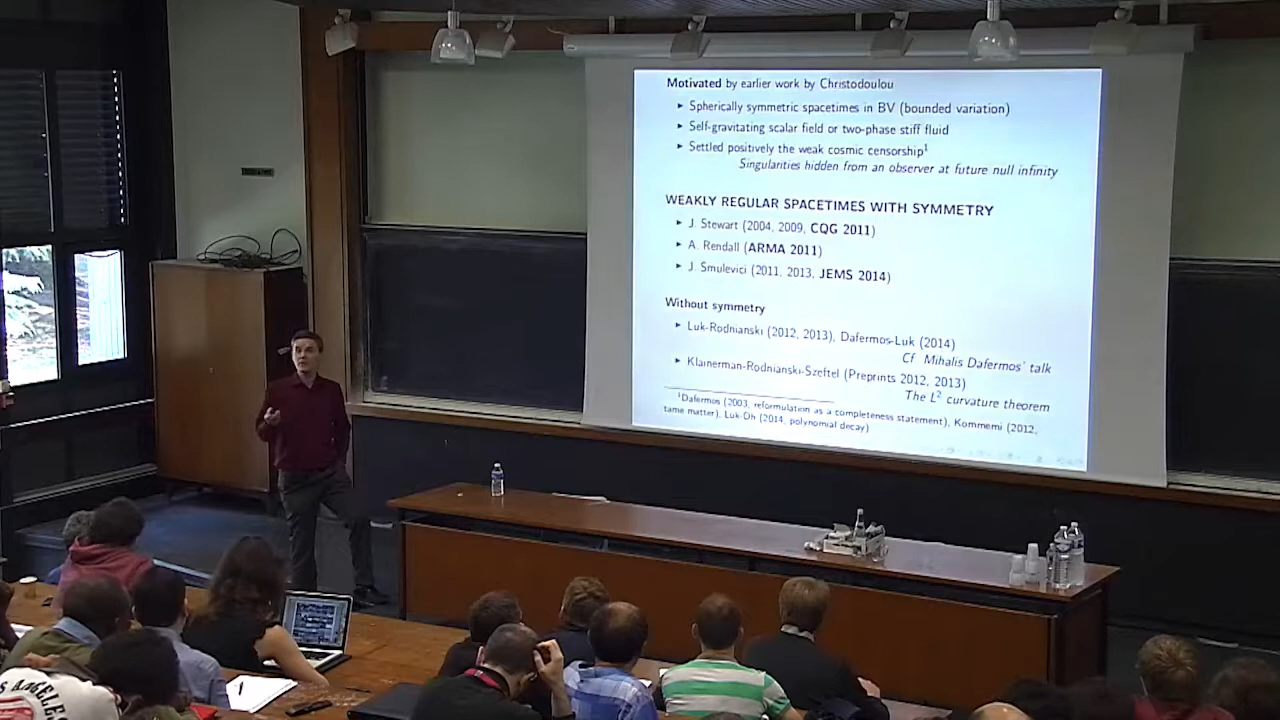 Motivated by earlier work by Christodoulou
▸ Spherically symmetric spacetimes in BV (bounded variation)
▸ Self-gravitating scalar field or two-phase stiff fluid
▸ Settled positively the weak cosmic censorship¹
Singularities hidden from an observer at future null infinity
WEAKLY REGULAR SPACETIMES WITH SYMMETRY
▸ J. Stewart (2004, 2009, CQG 2011)
▸ A. Rendall (ARMA 2011)
▸ J. Smulevici (2011, 2013, JEMS 2014)
Without symmetry
▸ Luk-Rodnianski (2012, 2013), Dafermos-Luk (2014)
Cf. Mihalis Dafermos' talk
▸ Klainerman-Rodnianski-Szeftel (Preprints 2012, 2013)
The L² curvature theorem
¹Dafermos (2003, reformulation as a completeness statement), Kommemi (2012,
tame matter), Luk-Oh (2014, polynomial decay)
S ANGELES